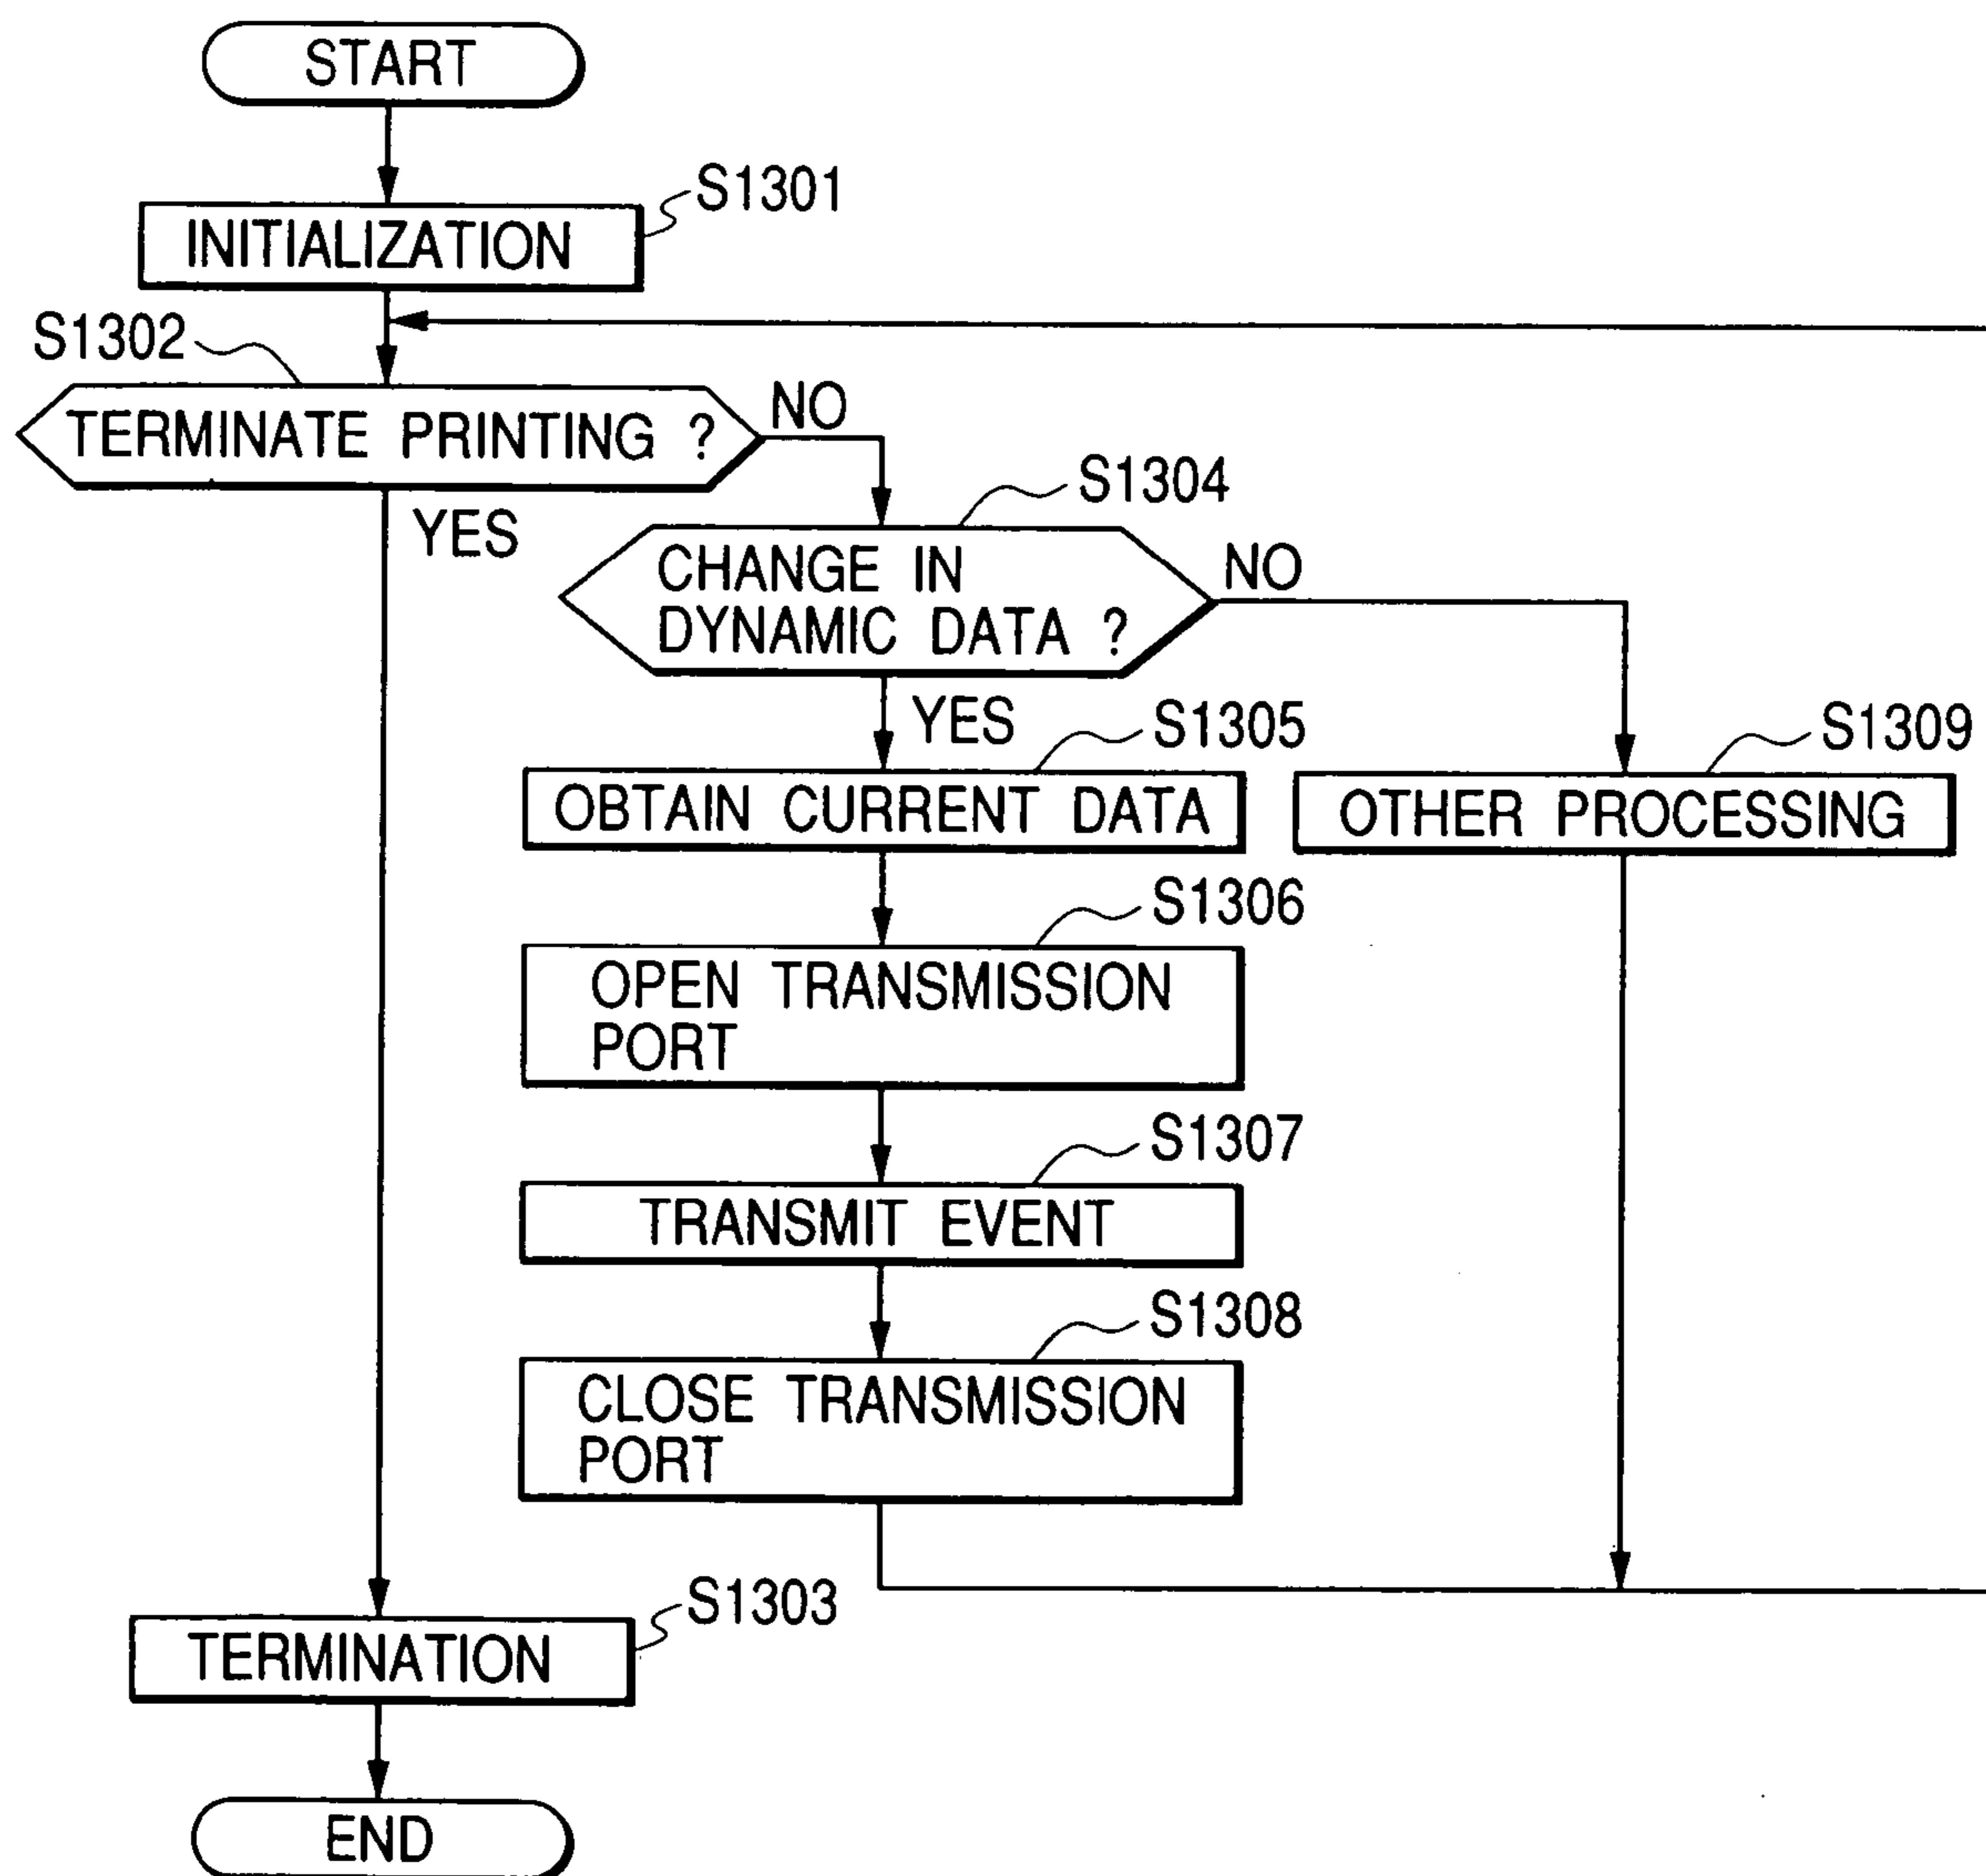 START
S1301
INITIALIZATION
S1302
TERMINATE PRINTING ?
NO
YES
S1304
CHANGE IN
DYNAMIC DATA ?
NO
YES
S1305
OBTAIN CURRENT DATA
S1309
OTHER PROCESSING
S1306
OPEN TRANSMISSION
PORT
S1307
TRANSMIT EVENT
S1308
CLOSE TRANSMISSION
PORT
S1303
TERMINATION
END